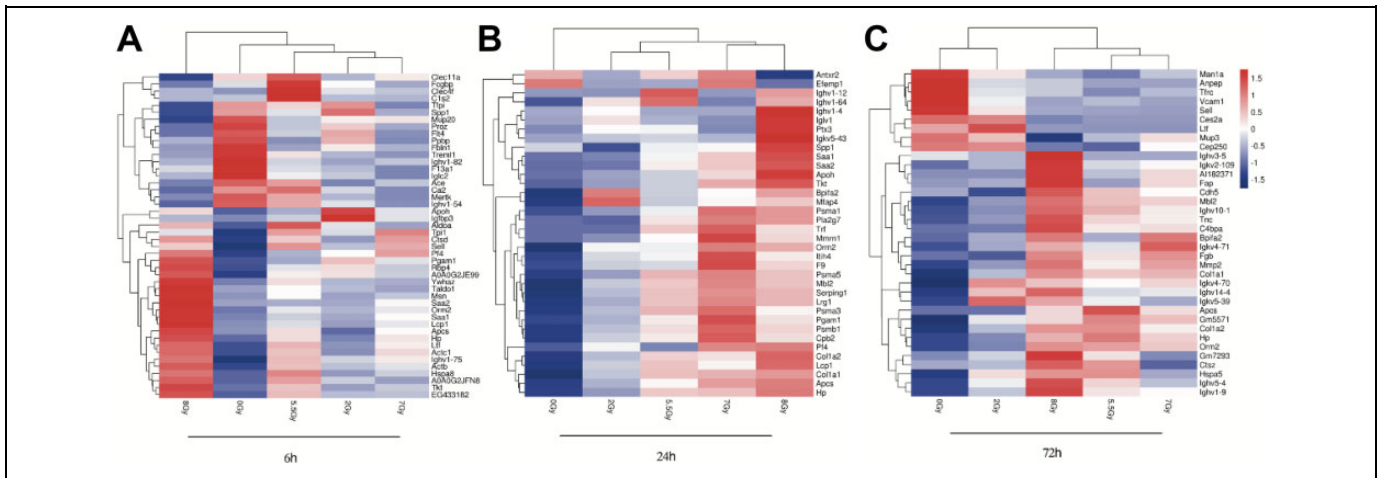 A
B
C
Clec11a
Fcgbp
Clec4f
C1s2
Tfpi
Spp1
Mup20
Proz
Flt4
Ppbp
Fbln1
Treml1
Ighv1-82
F13a1
Iglc2
Ace
Ca2
Mertk
Ighv1-54
Apoh
Igfbp3
Aldoa
Tpi1
Ctsd
Sell
Pf4
Pgam1
Rbp4
A0A0G2JE99
Ywhaz
Taldo1
Msn
Saa2
Orm2
Saa1
Lcp1
Apcs
Hp
Ltf
Actc1
Ighv1-75
Actb
Hspa8
A0A0G2JFN8
Tkt
EG433182
8Gy
0Gy
5.5Gy
2Gy
7Gy
6h
Antxr2
Efemp1
Ighv1-12
Ighv1-64
Ighv1-4
Iglv1
Ptx3
Igkv5-43
Spp1
Saa1
Saa2
Apoh
Tkt
Bpifa2
Mfap4
Psma1
Pla2g7
Trf
Mmrn1
Orm2
Itih4
F9
Psma5
Mbl2
Serping1
Lrg1
Psma3
Pgam1
Psmb1
Cpb2
Pf4
Col1a2
Lcp1
Col1a1
Apcs
Hp
0Gy
2Gy
5.5Gy
7Gy
8Gy
24h
Man1a
Anpep
Tfrc
Vcam1
Sell
Ces2a
Ltf
Mup3
Cep250
Ighv3-5
Igkv2-109
AI182371
Fap
Cdh5
Mbl2
Ighv10-1
Tnc
C4bpa
Bpifa2
Igkv4-71
Fgb
Mmp2
Col1a1
Igkv4-70
Ighv14-4
Igkv5-39
Apcs
Gm5571
Col1a2
Hp
Orm2
Gm7293
Ctsz
Hspa5
Ighv5-4
Ighv1-9
0Gy
2Gy
8Gy
5.5Gy
7Gy
72h
1.5
1
0.5
0
-0.5
-1
-1.5